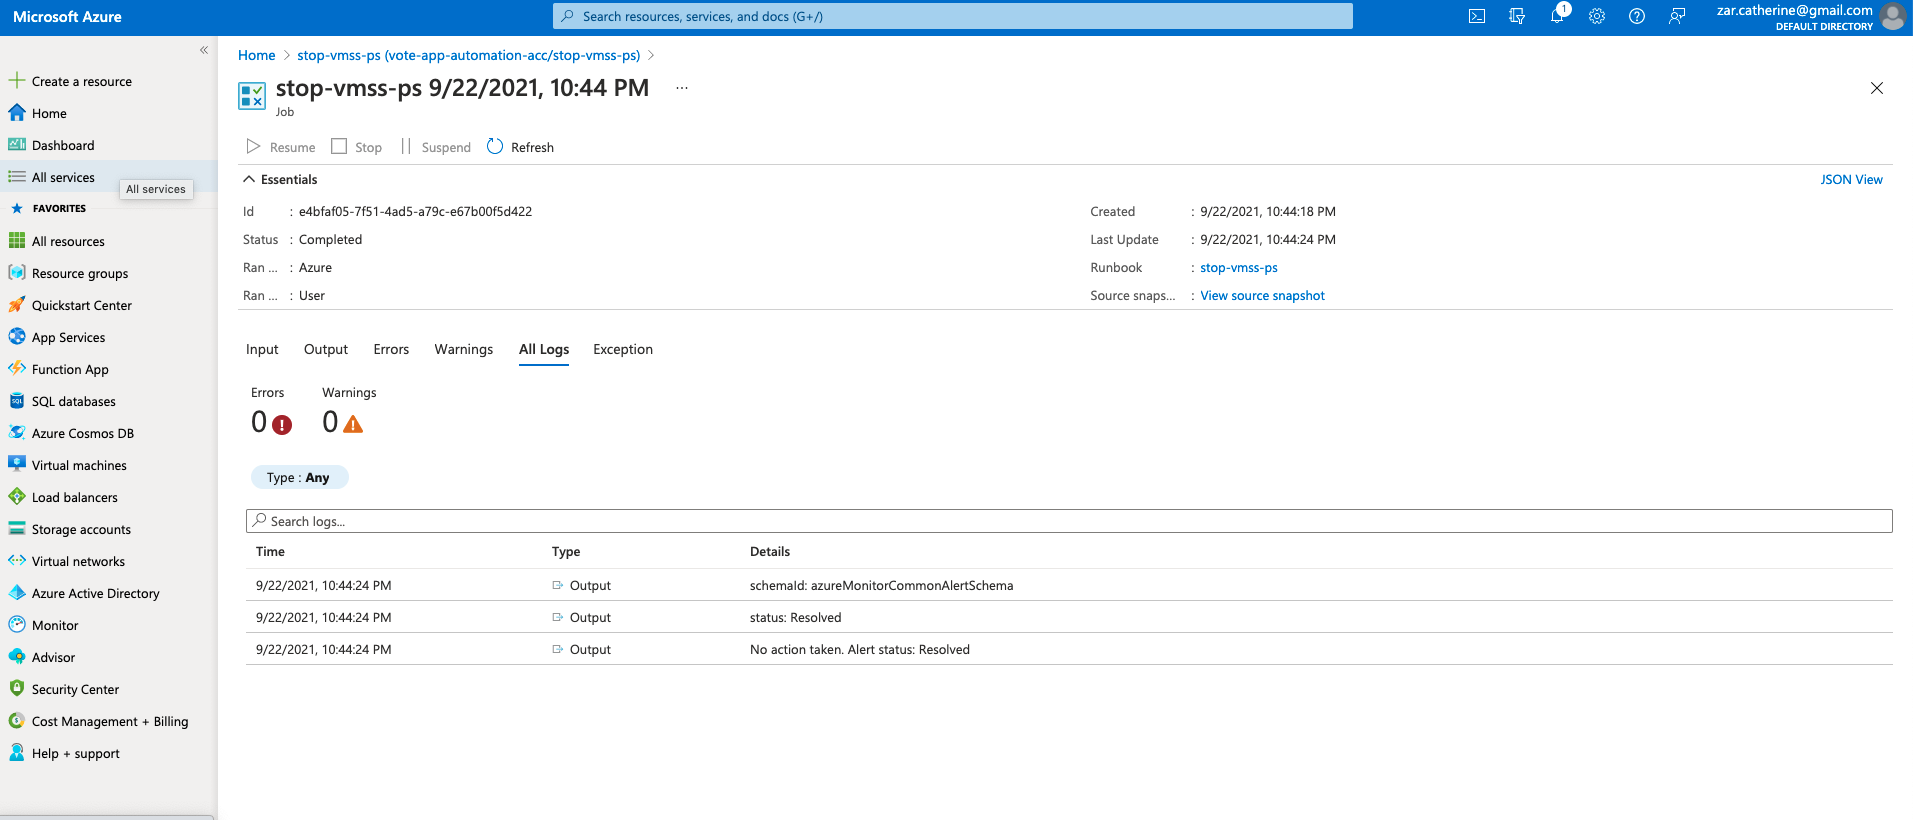 Microsoft Azure
Search resources, services, and docs (G+/)
1
zar.catherine@gmail.com
DEFAULT DIRECTORY
«
Create a resource
Home
Dashboard
All services
All services
FAVORITES
All resources
Resource groups
Quickstart Center
App Services
Function App
SQL databases
Azure Cosmos DB
Virtual machines
Load balancers
Storage accounts
Virtual networks
Azure Active Directory
Monitor
Advisor
Security Center
Cost Management + Billing
Help + support
Home > stop-vmss-ps (vote-app-automation-acc/stop-vmss-ps) >
stop-vmss-ps 9/22/2021, 10:44 PM ...
Job
Resume Stop Suspend Refresh
Essentials JSON View
Id : e4bfaf05-7f51-4ad5-a79c-e67b00f5d422
Status : Completed
Ran ... : Azure
Ran ... : User
Created : 9/22/2021, 10:44:18 PM
Last Update : 9/22/2021, 10:44:24 PM
Runbook : stop-vmss-ps
Source snaps... : View source snapshot
Input Output Errors Warnings All Logs Exception
Errors Warnings
0 0
Type : Any
Search logs...
Time Type Details
9/22/2021, 10:44:24 PM Output schemaId: azureMonitorCommonAlertSchema
9/22/2021, 10:44:24 PM Output status: Resolved
9/22/2021, 10:44:24 PM Output No action taken. Alert status: Resolved